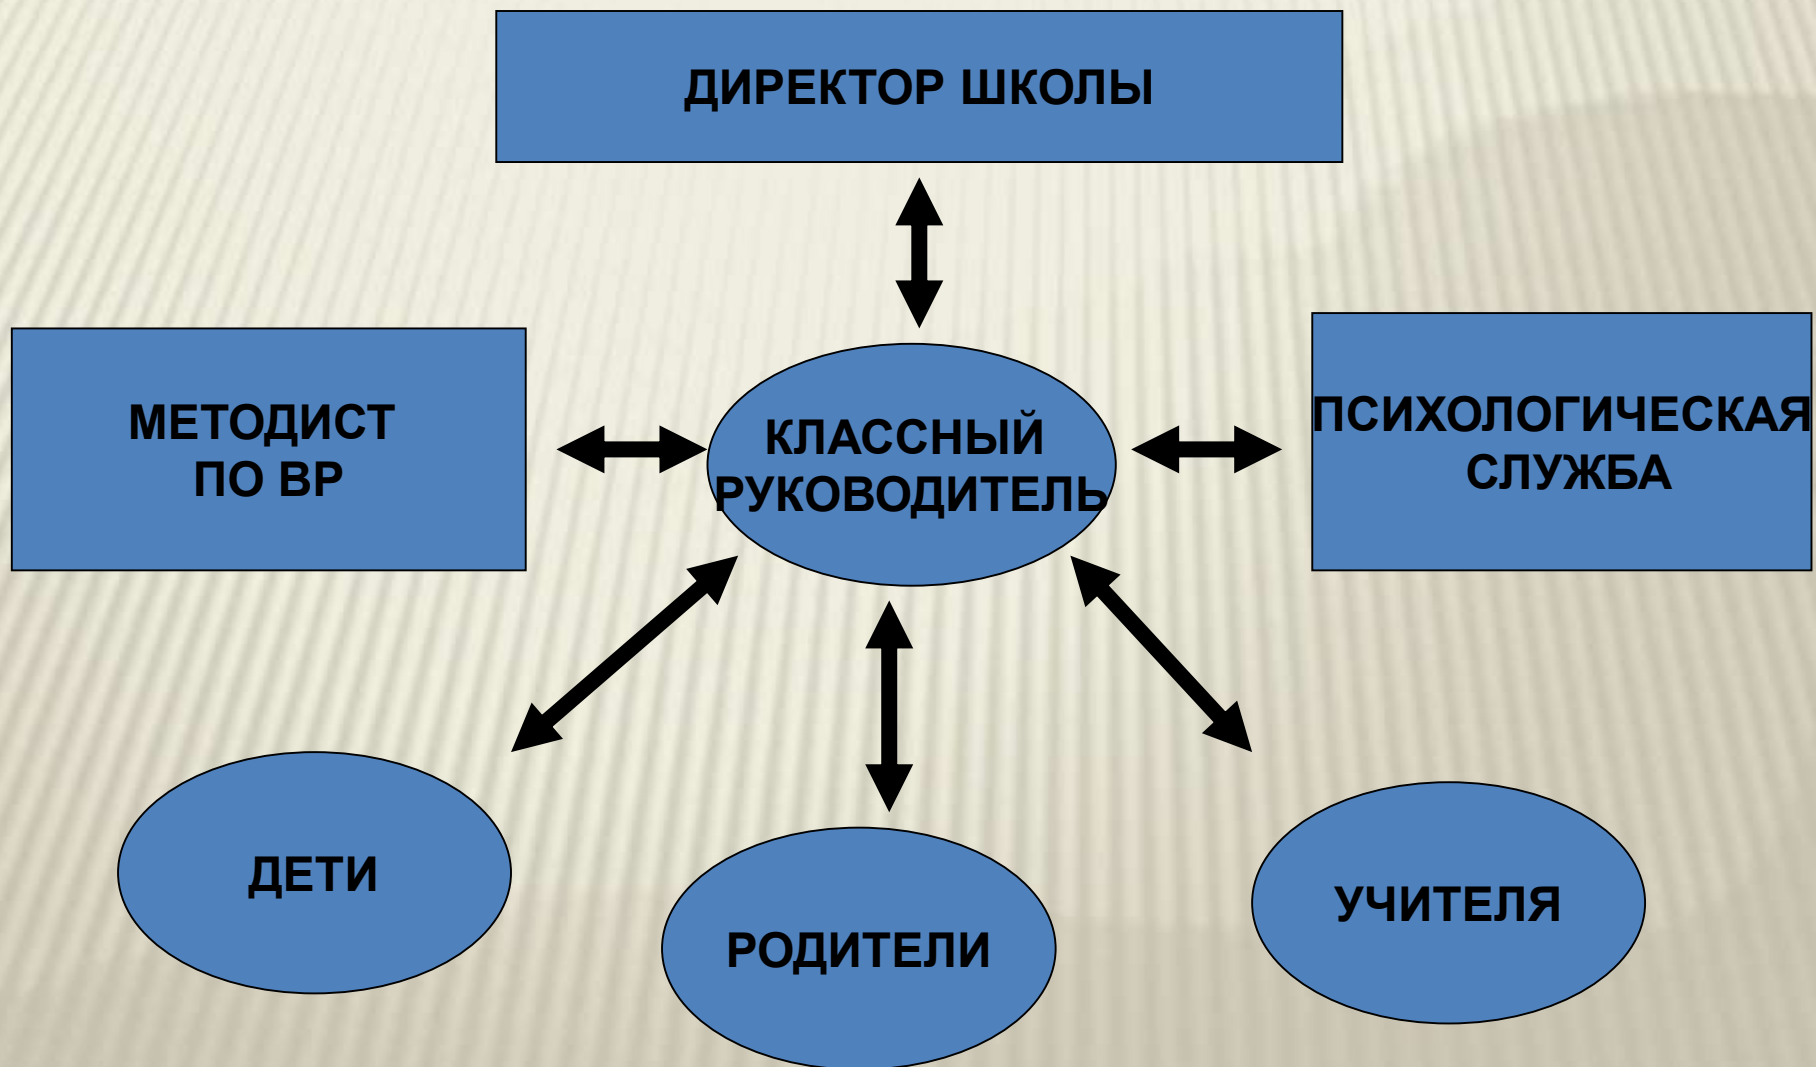 ДИРЕКТОР ШКОЛЫ
МЕТОДИСТ
ПО ВР
КЛАССНЫЙ
РУКОВОДИТЕЛЬ
ПСИХОЛОГИЧЕСКАЯ
СЛУЖБА
ДЕТИ
РОДИТЕЛИ
УЧИТЕЛЯ